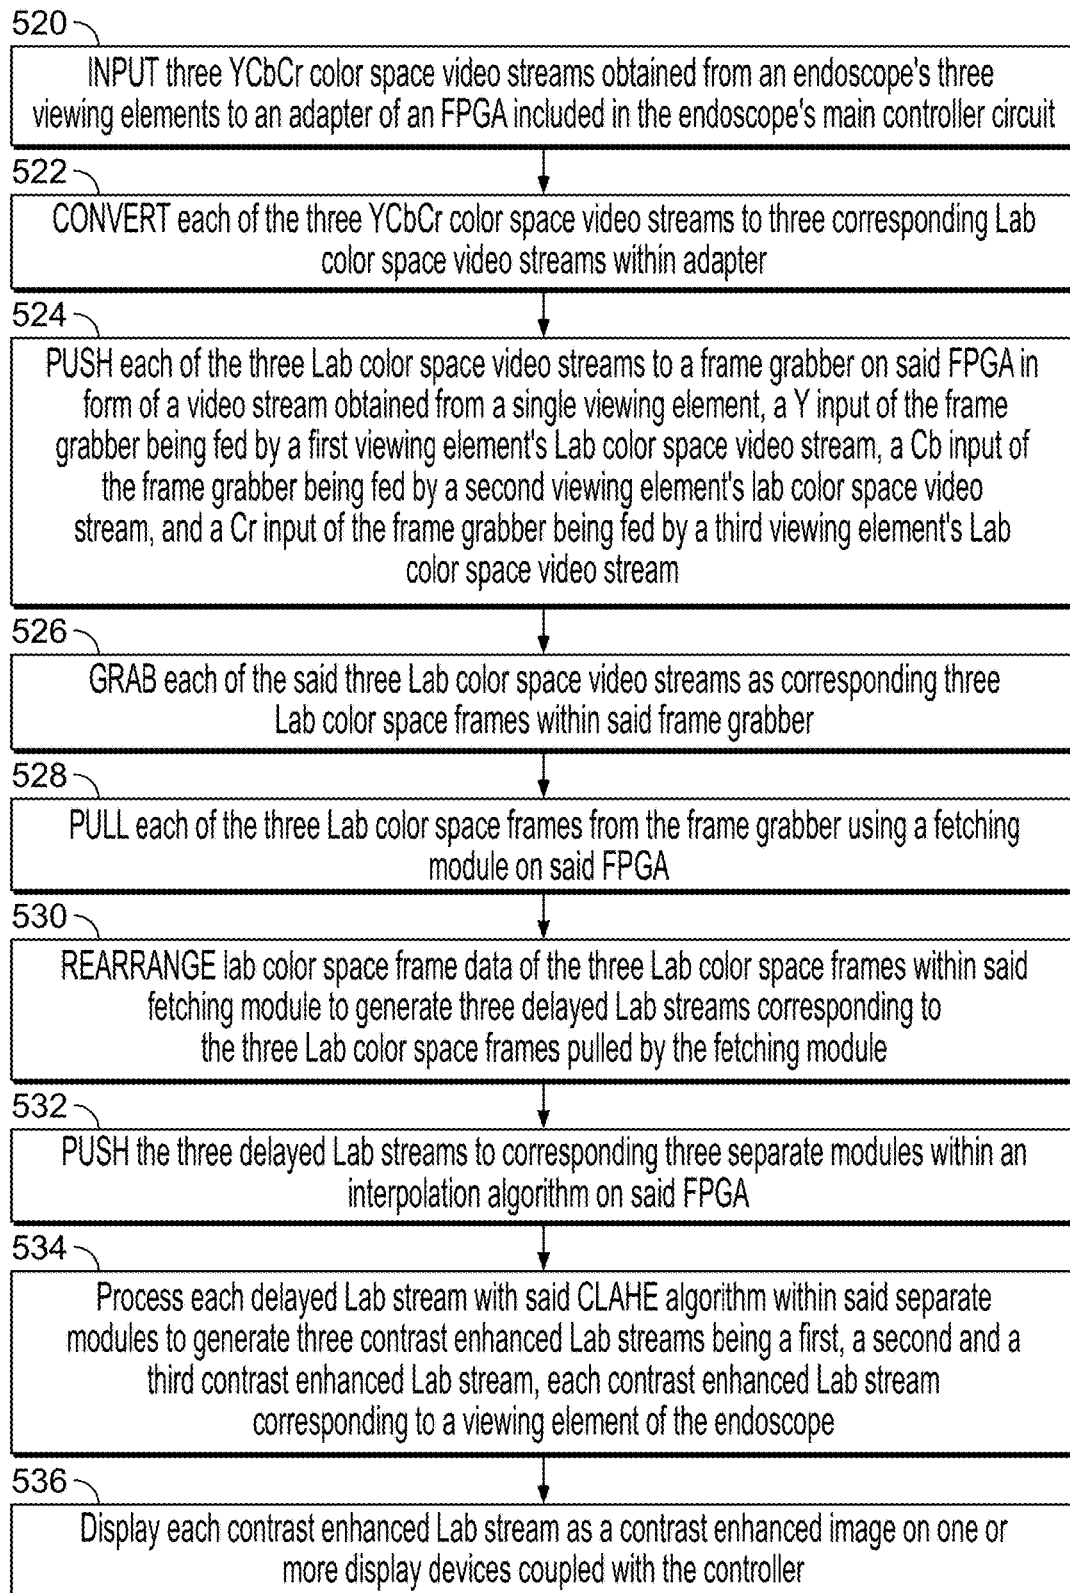 520
INPUT three YCbCr color space video streams obtained from an endoscope's three
viewing elements to an adapter of an FPGA included in the endoscope's main controller circuit
522
CONVERT each of the three YCbCr color space video streams to three corresponding Lab
color space video streams within adapter
524
PUSH each of the three Lab color space video streams to a frame grabber on said FPGA in
form of a video stream obtained from a single viewing element, a Y input of the frame
grabber being fed by a first viewing element's Lab color space video stream, a Cb input of
the frame grabber being fed by a second viewing element's lab color space video
stream, and a Cr input of the frame grabber being fed by a third viewing element's Lab
color space video stream
526
GRAB each of the said three Lab color space video streams as corresponding three
Lab color space frames within said frame grabber
528
PULL each of the three Lab color space frames from the frame grabber using a fetching
module on said FPGA
530
REARRANGE lab color space frame data of the three Lab color space frames within said
fetching module to generate three delayed Lab streams corresponding to
the three Lab color space frames pulled by the fetching module
532
PUSH the three delayed Lab streams to corresponding three separate modules within an
interpolation algorithm on said FPGA
534
Process each delayed Lab stream with said CLAHE algorithm within said separate
modules to generate three contrast enhanced Lab streams being a first, a second and a
third contrast enhanced Lab stream, each contrast enhanced Lab stream
corresponding to a viewing element of the endoscope
536
Display each contrast enhanced Lab stream as a contrast enhanced image on one or
more display devices coupled with the controller